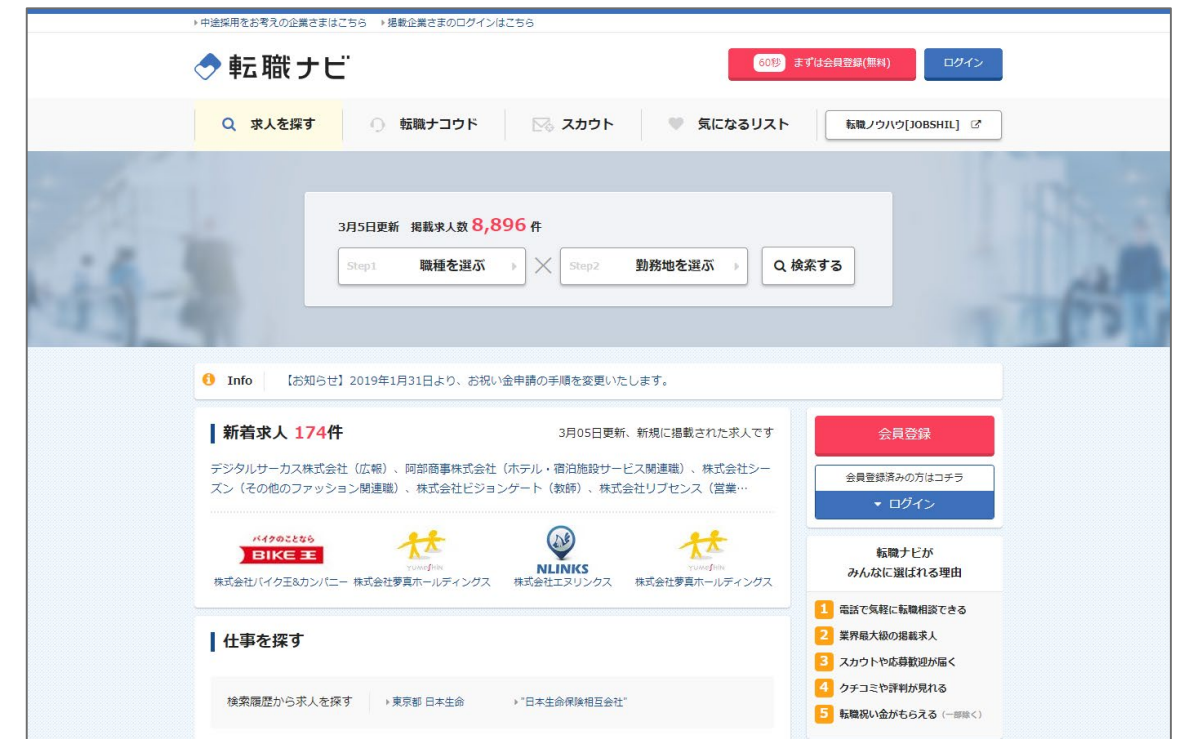 中途採用をお考えの企業さまはこちら 掲載企業さまのログインはこちら
転職ナビ
60秒 まずは会員登録(無料) ログイン
求人を探す 転職ナコウド スカウト 気になるリスト 転職ノウハウ[JOBSHIL]
3月5日更新 掲載求人数 8,896 件
Step1 職種を選ぶ Step2 勤務地を選ぶ 検索する
Info 【お知らせ】2019年1月31日より、お祝い金申請の手順を変更いたします。
新着求人 174件 3月05日更新、新規に掲載された求人です
デジタルサーカス株式会社(広報)、阿部商事株式会社(ホテル・宿泊施設サービス関連職)、株式会社シー
ズン(その他のファッション関連職)、株式会社ビジョンゲート(教師)、株式会社リブセンス(営業…
バイクのことなら
BIKE王
YUMESHIN
NLINKS
YUMESHIN
株式会社バイク王&カンパニー 株式会社夢真ホールディングス 株式会社エヌリンクス 株式会社夢真ホールディングス
仕事を探す
検索履歴から求人を探す 東京都 日本生命 "日本生命保険相互会社"
会員登録
会員登録済みの方はコチラ
ログイン
転職ナビが
みんなに選ばれる理由
1 電話で気軽に転職相談できる
2 業界最大級の掲載求人
3 スカウトや応募歓迎が届く
4 クチコミや評判が見れる
5 転職祝い金がもらえる(一部除く)